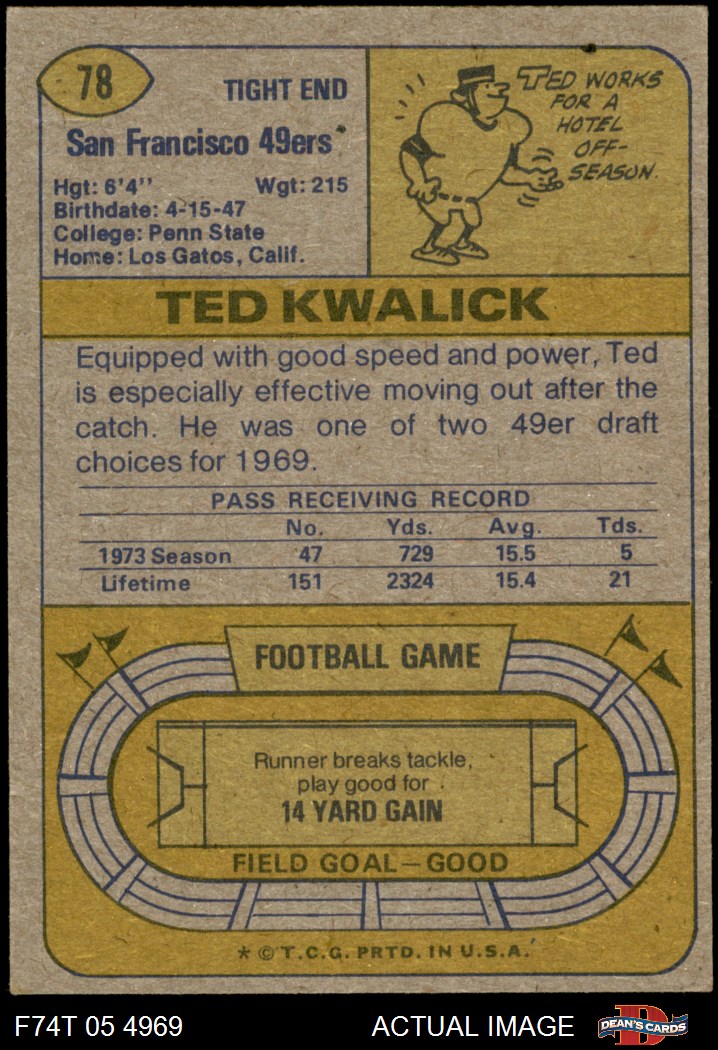 78
TIGHT END
San Francisco 49ers
Hgt: 6'4" Wgt: 215
Birthdate: 4-15-47
College: Penn State
Home: Los Gatos, Calif.
TED WORKS
FOR A
HOTEL
OFF-
SEASON.
TED KWALICK
Equipped with good speed and power, Ted
is especially effective moving out after the
catch. He was one of two 49er draft
choices for 1969.
PASS RECEIVING RECORD
No. Yds. Avg. Tds.
1973 Season 47 729 15.5 5
Lifetime 151 2324 15.4 21
FOOTBALL GAME
Runner breaks tackle,
play good for
14 YARD GAIN
FIELD GOAL—GOOD
* © T.C.G. PRTD. IN U.S.A.
F74T 05 4969 ACTUAL IMAGE
D
DEAN'S CARDS